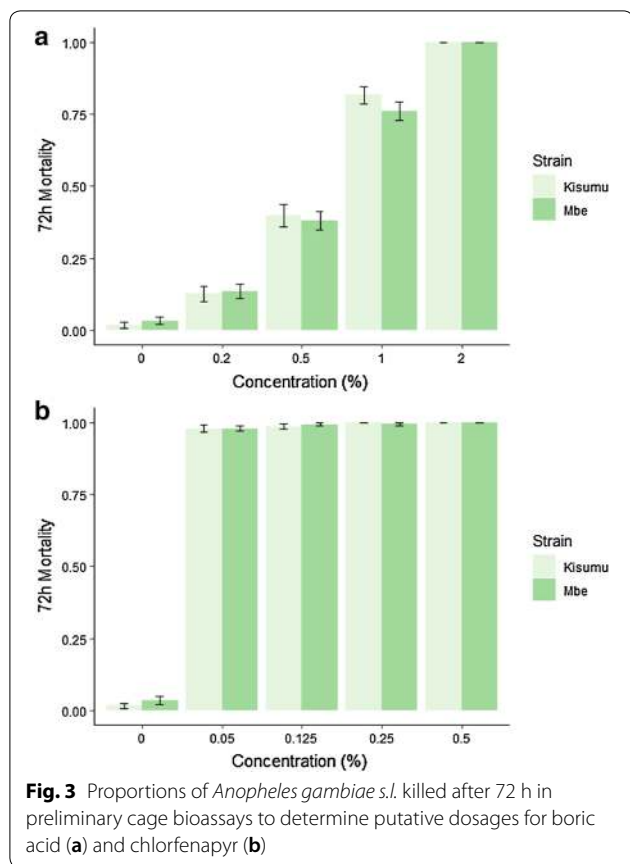 a
1.00
0.75
0.50
0.25
0.00
72h Mortality
0 0.2 0.5 1 2
Concentration (%)
Strain
Kisumu
Mbe
b
1.00
0.75
0.50
0.25
0.00
72h Mortality
0 0.05 0.125 0.25 0.5
Concentration (%)
Strain
Kisumu
Mbe
Fig. 3 Proportions of Anopheles gambiae s.l. killed after 72 h in
preliminary cage bioassays to determine putative dosages for boric
acid (a) and chlorfenapyr (b)